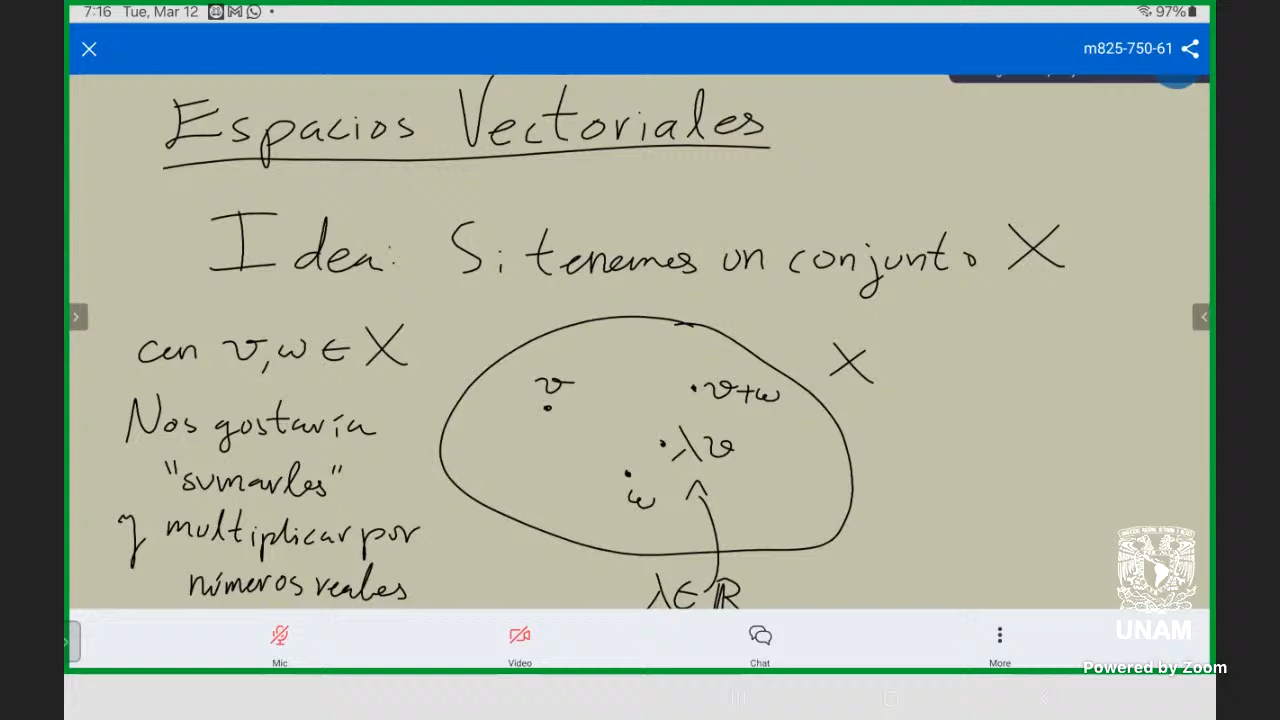 7:16 Tue, Mar 12 •
97%
m825-750-61
Espacios Vectoriales
Idea: Si tenemos un conjunto X
con v, w ∈ X
X
v
v+w
Nos gustaría
λv
"sumarles"
w
y multiplicar por
números reales
λ ∈ ℝ
Mic
Video
Chat
More
UNAM
Powered by Zoom